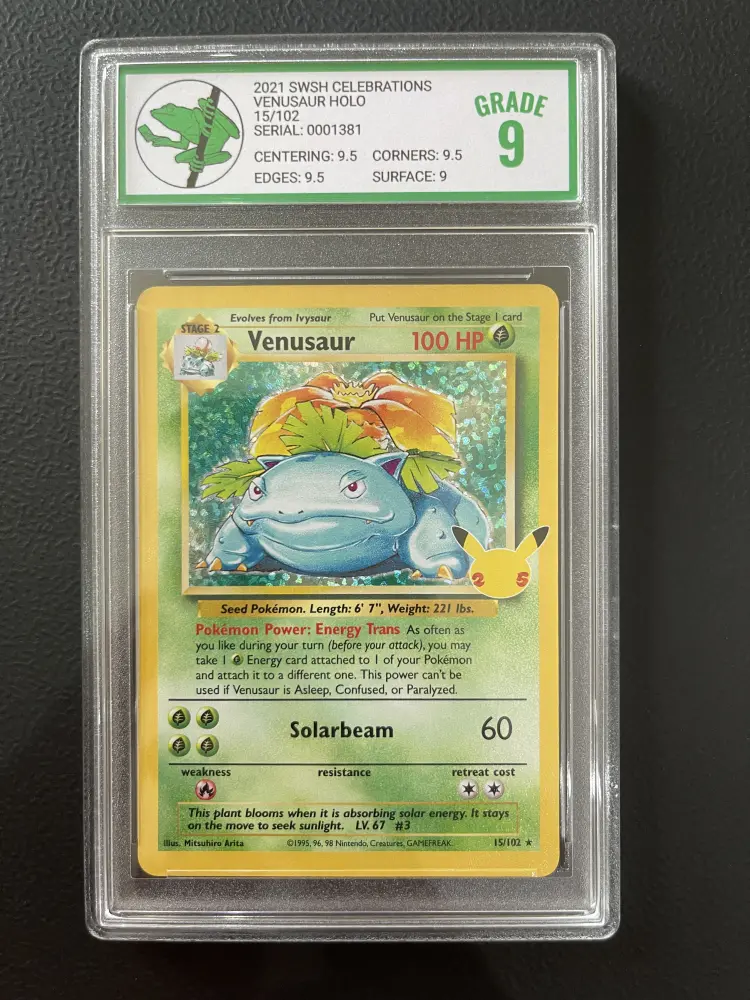 2021 SWSH CELEBRATIONS
VENUSAUR HOLO
15/102
SERIAL: 0001381
CENTERING: 9.5 CORNERS: 9.5
EDGES: 9.5 SURFACE: 9
GRADE
9
Evolves from Ivysaur Put Venusaur on the Stage 1 card
STAGE 2
Venusaur 100 HP
25
Seed Pokémon. Length: 6' 7", Weight: 221 lbs.
Pokémon Power: Energy Trans As often as
you like during your turn (before your attack), you may
take 1 Energy card attached to 1 of your Pokémon
and attach it to a different one. This power can't be
used if Venusaur is Asleep, Confused, or Paralyzed.
Solarbeam 60
weakness resistance retreat cost
This plant blooms when it is absorbing solar energy. It stays
on the move to seek sunlight. LV. 67 #3
Illus. Mitsuhiro Arita ©1995, 96, 98 Nintendo, Creatures, GAMEFREAK. 15/102 ★